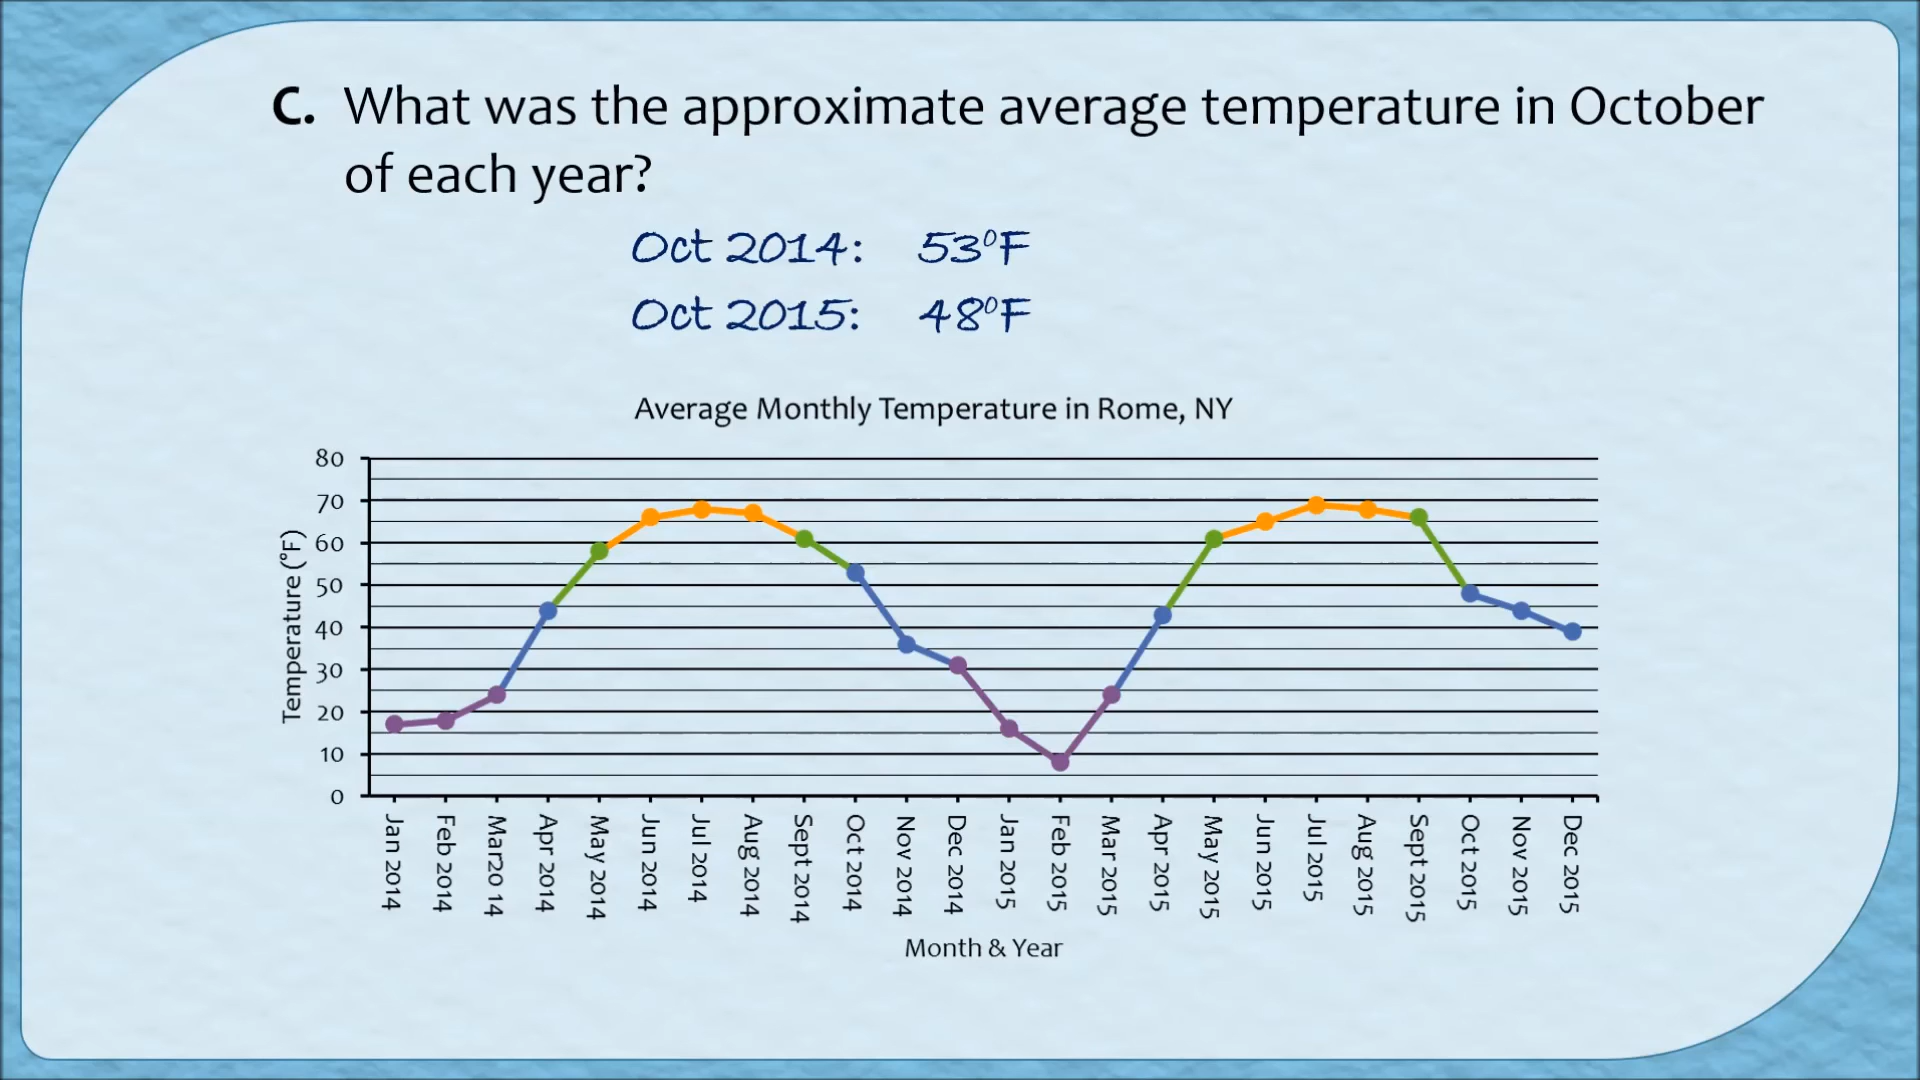 C. What was the approximate average temperature in October
of each year?
Oct 2014: 53⁰F
Oct 2015: 48⁰F
Average Monthly Temperature in Rome, NY
80
70
60
50
40
30
20
10
0
Temperature (°F)
Jan 2014
Feb 2014
Mar20 14
Apr 2014
May 2014
Jun 2014
Jul 2014
Aug 2014
Sept 2014
Oct 2014
Nov 2014
Dec 2014
Jan 2015
Feb 2015
Mar 2015
Apr 2015
May 2015
Jun 2015
Jul 2015
Aug 2015
Sept 2015
Oct 2015
Nov 2015
Dec 2015
Month & Year